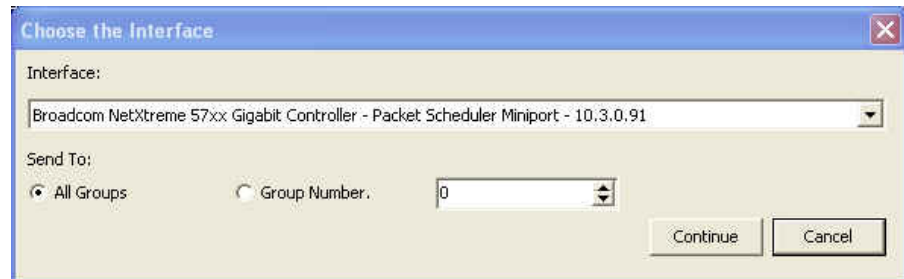 Choose the Interface
Interface:
Broadcom NetXtreme 57xx Gigabit Controller - Packet Scheduler Miniport - 10.3.0.91
Send To:
All Groups
Group Number.
0
Continue
Cancel